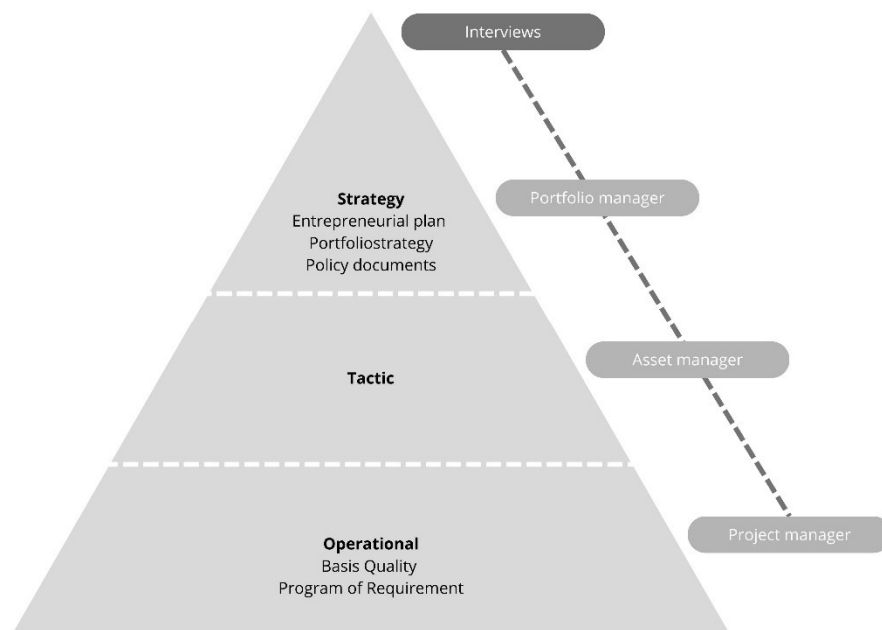 Interviews
Portfolio manager
Strategy
Entrepreneurial plan
Portfoliostrategy
Policy documents
Asset manager
Tactic
Project manager
Operational
Basis Quality
Program of Requirement